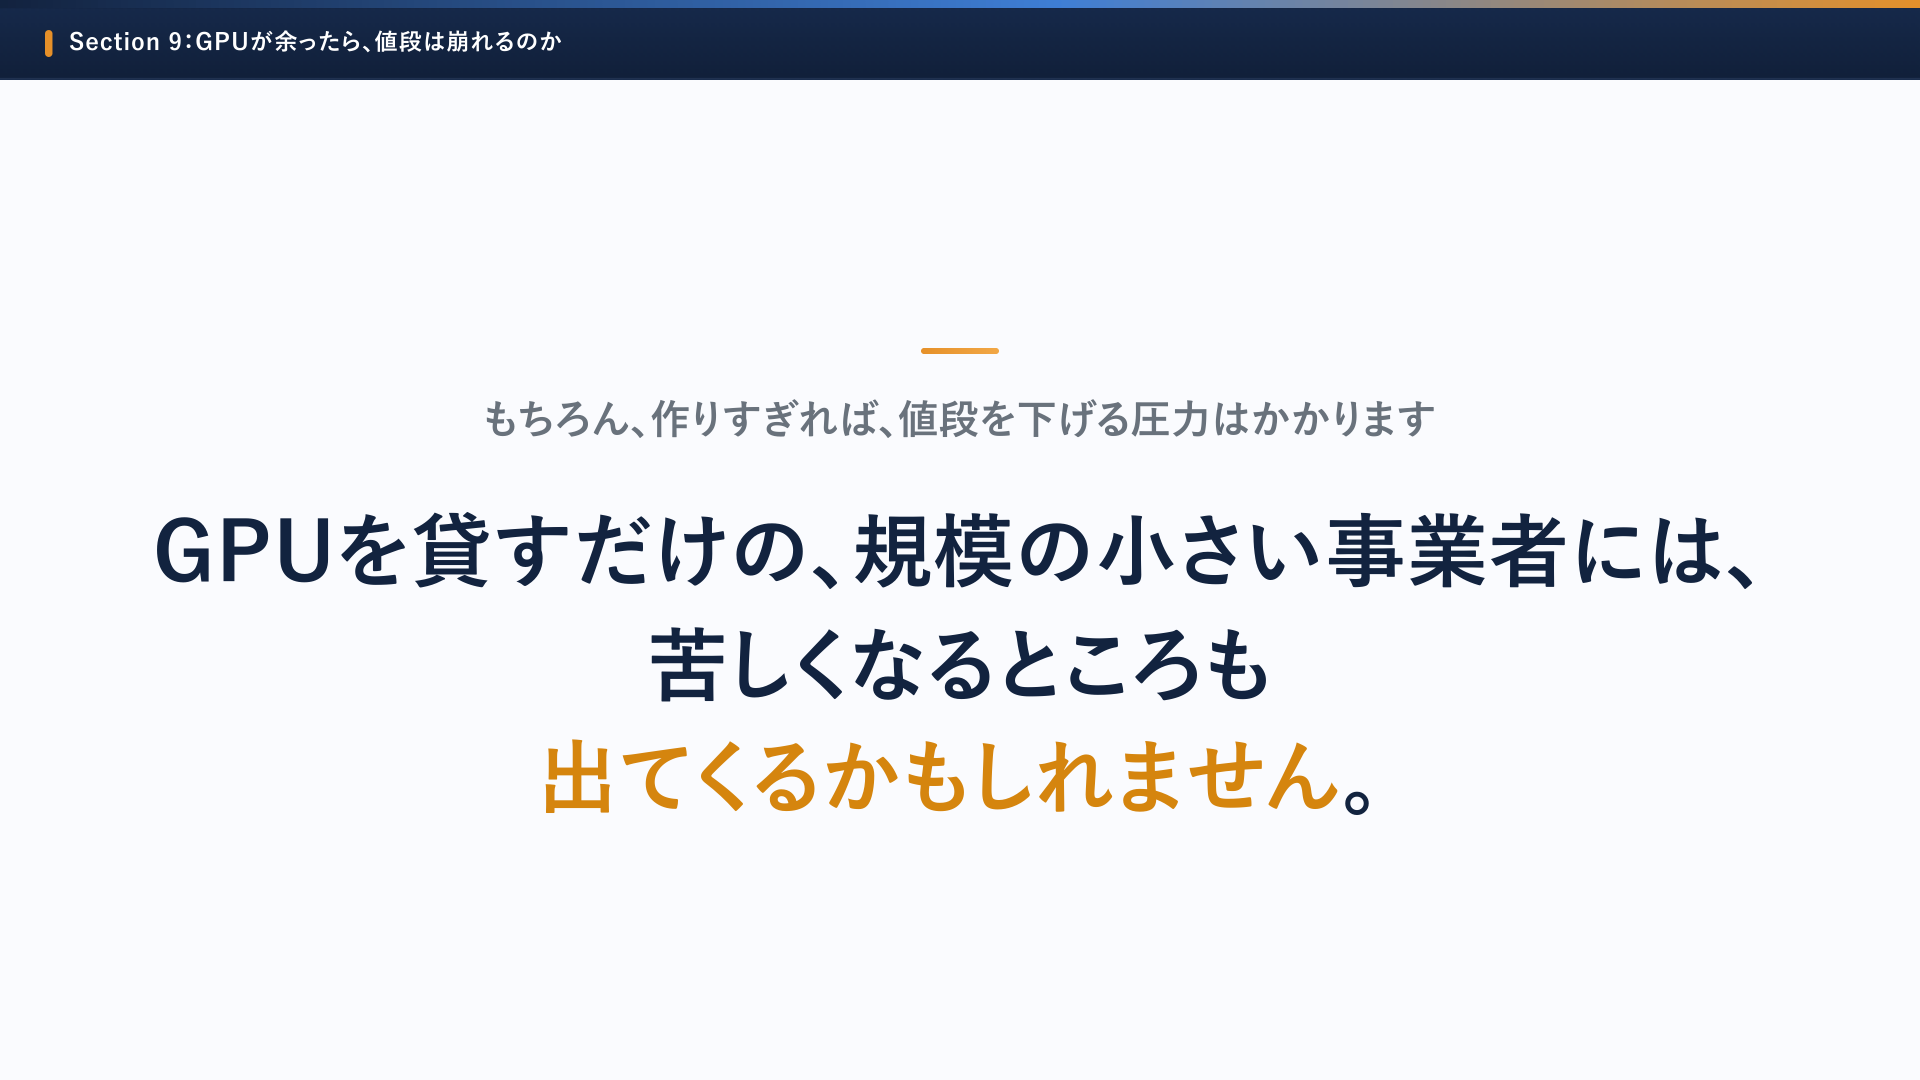 Section 9：GPUが余ったら、値段は崩れるのか
もちろん、作りすぎれば、値段を下げる圧力はかかります
GPUを貸すだけの、規模の小さい事業者には、
苦しくなるところも
出てくるかもしれません。